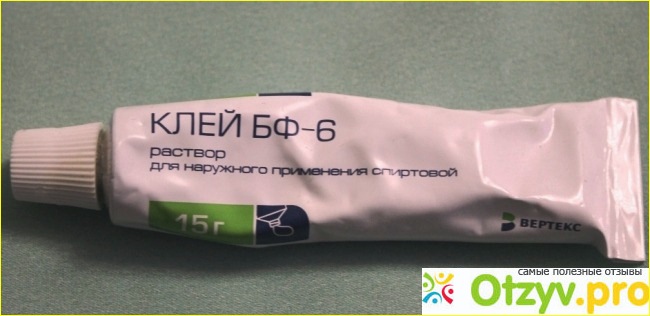 КЛЕЙ БФ-6
раствор
для наружного применения спиртовой
15 г
ВЕРТЕКС
самые полезные отзывы
Otzyv.pro